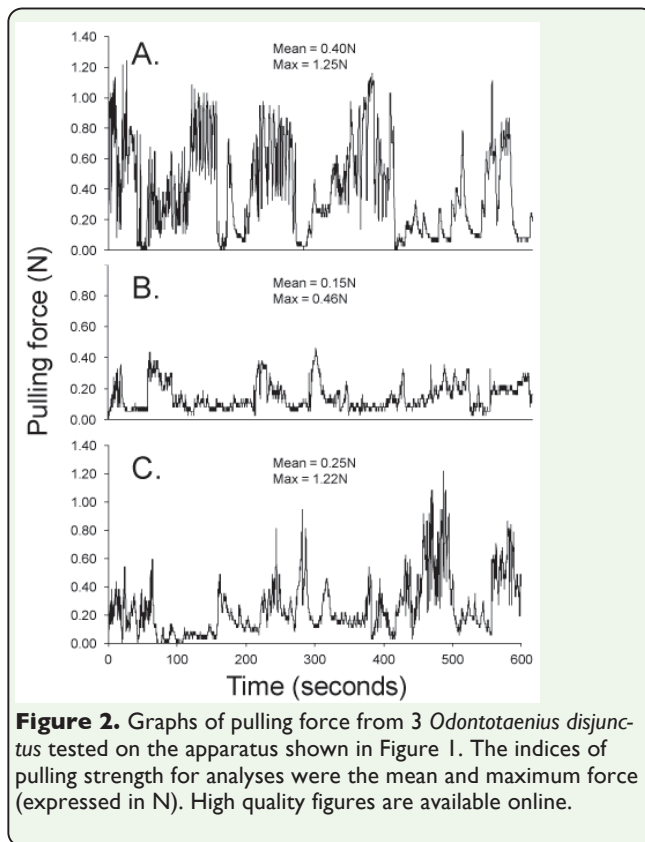 A.
Mean = 0.40N
Max = 1.25N
1.40
1.20
1.00
0.80
0.60
0.40
0.20
0.00
B.
Mean = 0.15N
Max = 0.46N
0.80
0.60
0.40
0.20
0.00
Pulling force (N)
C.
Mean = 0.25N
Max = 1.22N
1.40
1.20
1.00
0.80
0.60
0.40
0.20
0.00
0 100 200 300 400 500 600
Time (seconds)
Figure 2. Graphs of pulling force from 3 Odontotaenius disjunc-
tus tested on the apparatus shown in Figure 1. The indices of
pulling strength for analyses were the mean and maximum force
(expressed in N). High quality figures are available online.